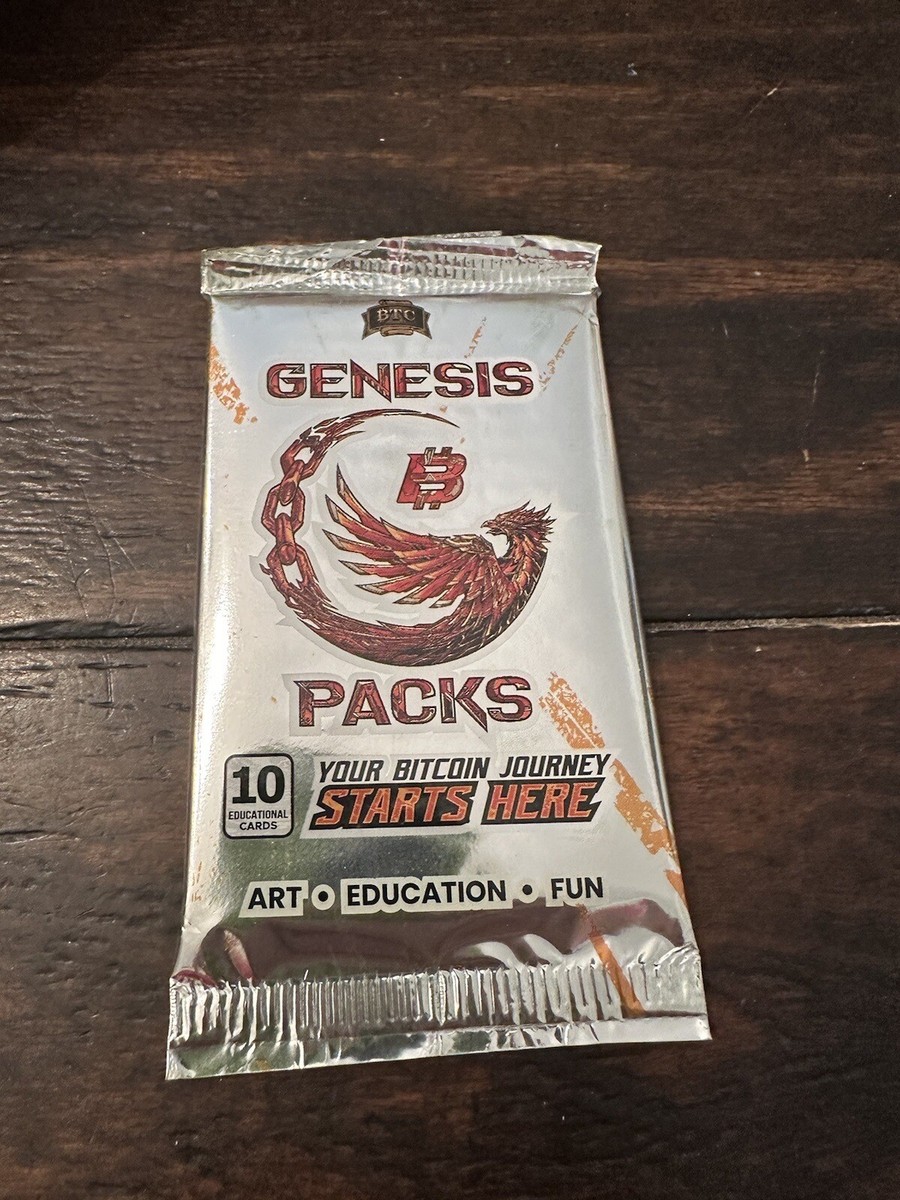 BTC
GENESIS
B
PACKS
10
EDUCATIONAL
CARDS
YOUR BITCOIN JOURNEY
STARTS HERE
ART • EDUCATION • FUN